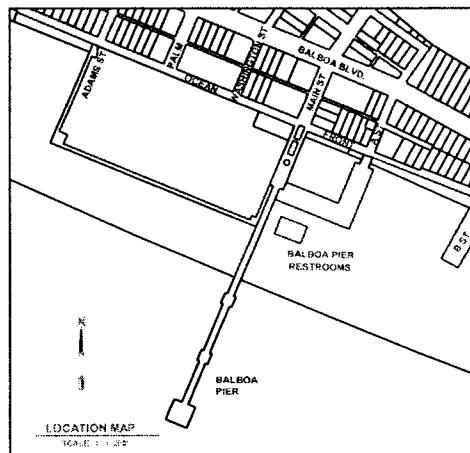 BALBOA BLVD.
WASHINGTON ST
PALM
MAIN ST
ADAMS ST
OCEAN
FRONT
B ST
BALBOA PIER
RESTROOMS
BALBOA
PIER
LOCATION MAP